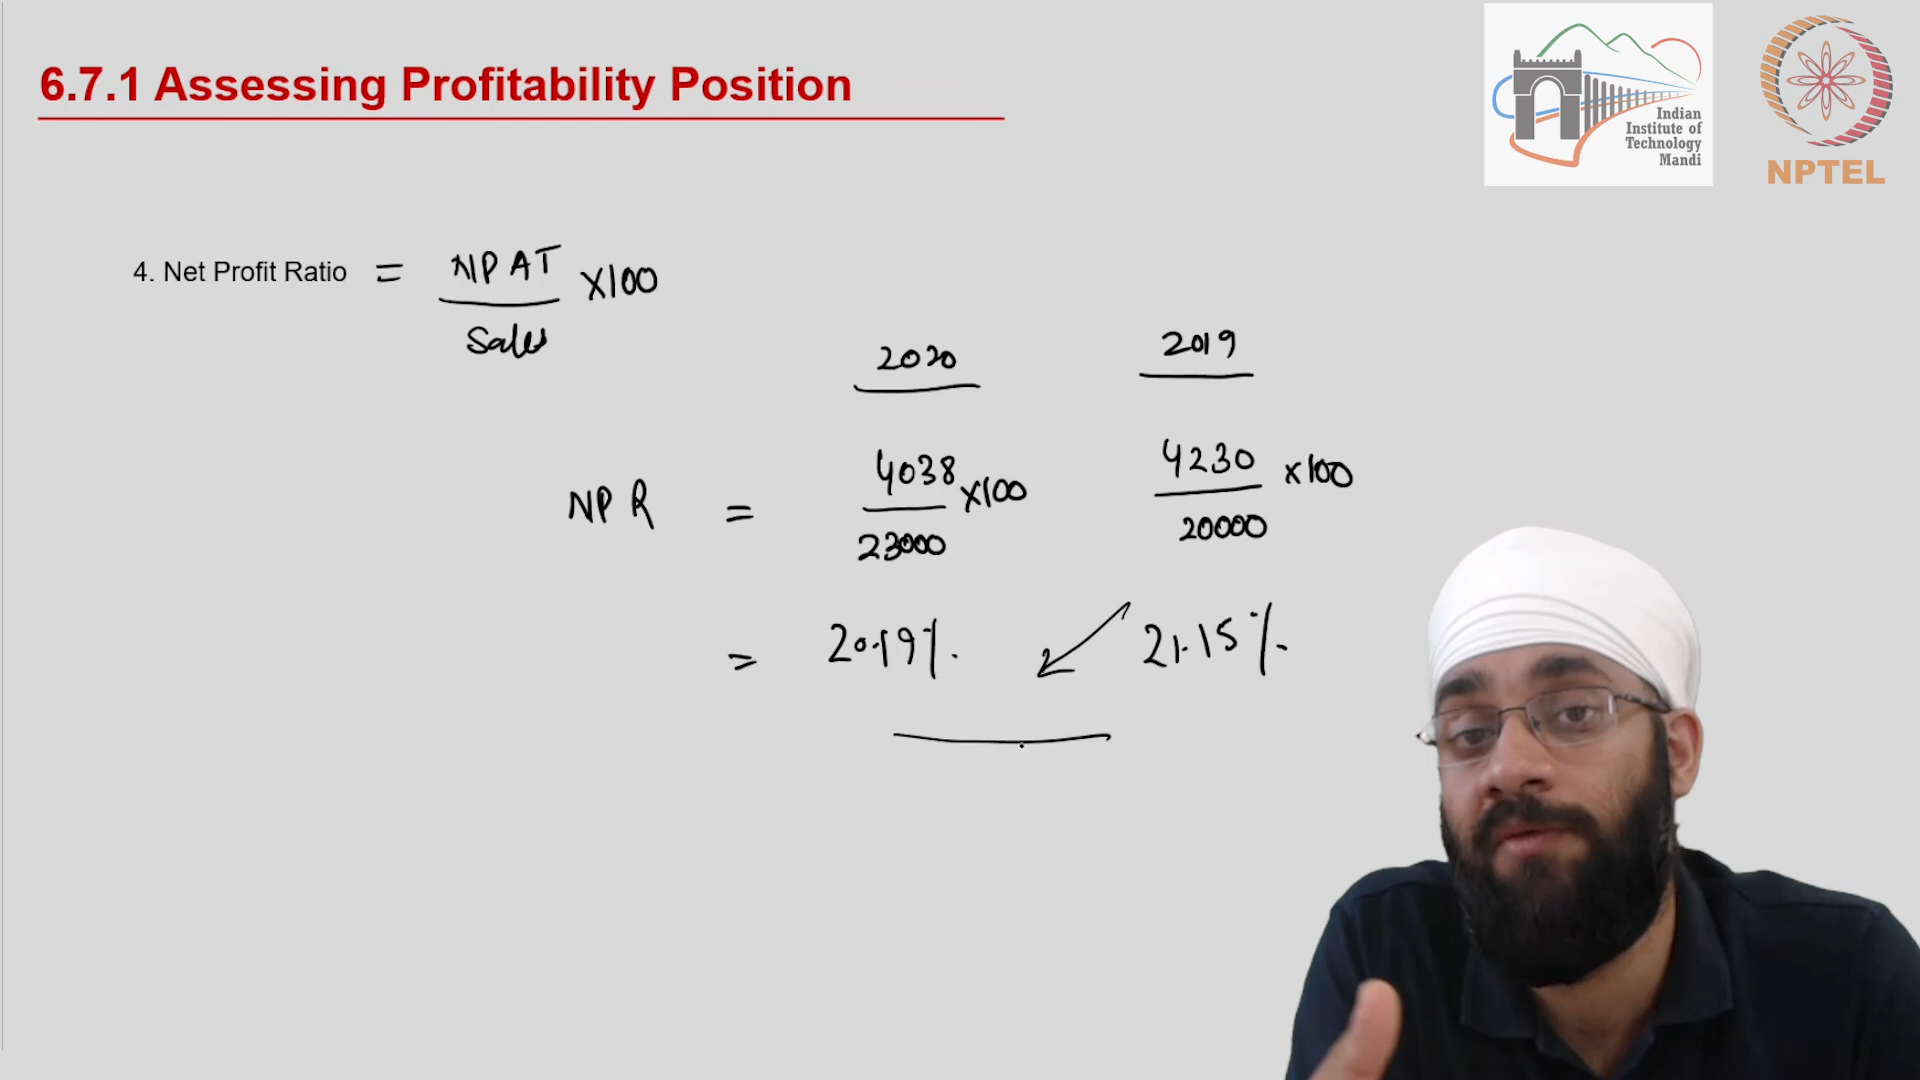 6.7.1 Assessing Profitability Position
Indian
Institute of
Technology
Mandi
NPTEL
4. Net Profit Ratio = NPAT / Sales X100
2020 2019
NPR = 4038 / 23000 X100 4230 / 20000 X100
= 20.19%. 21.15%.